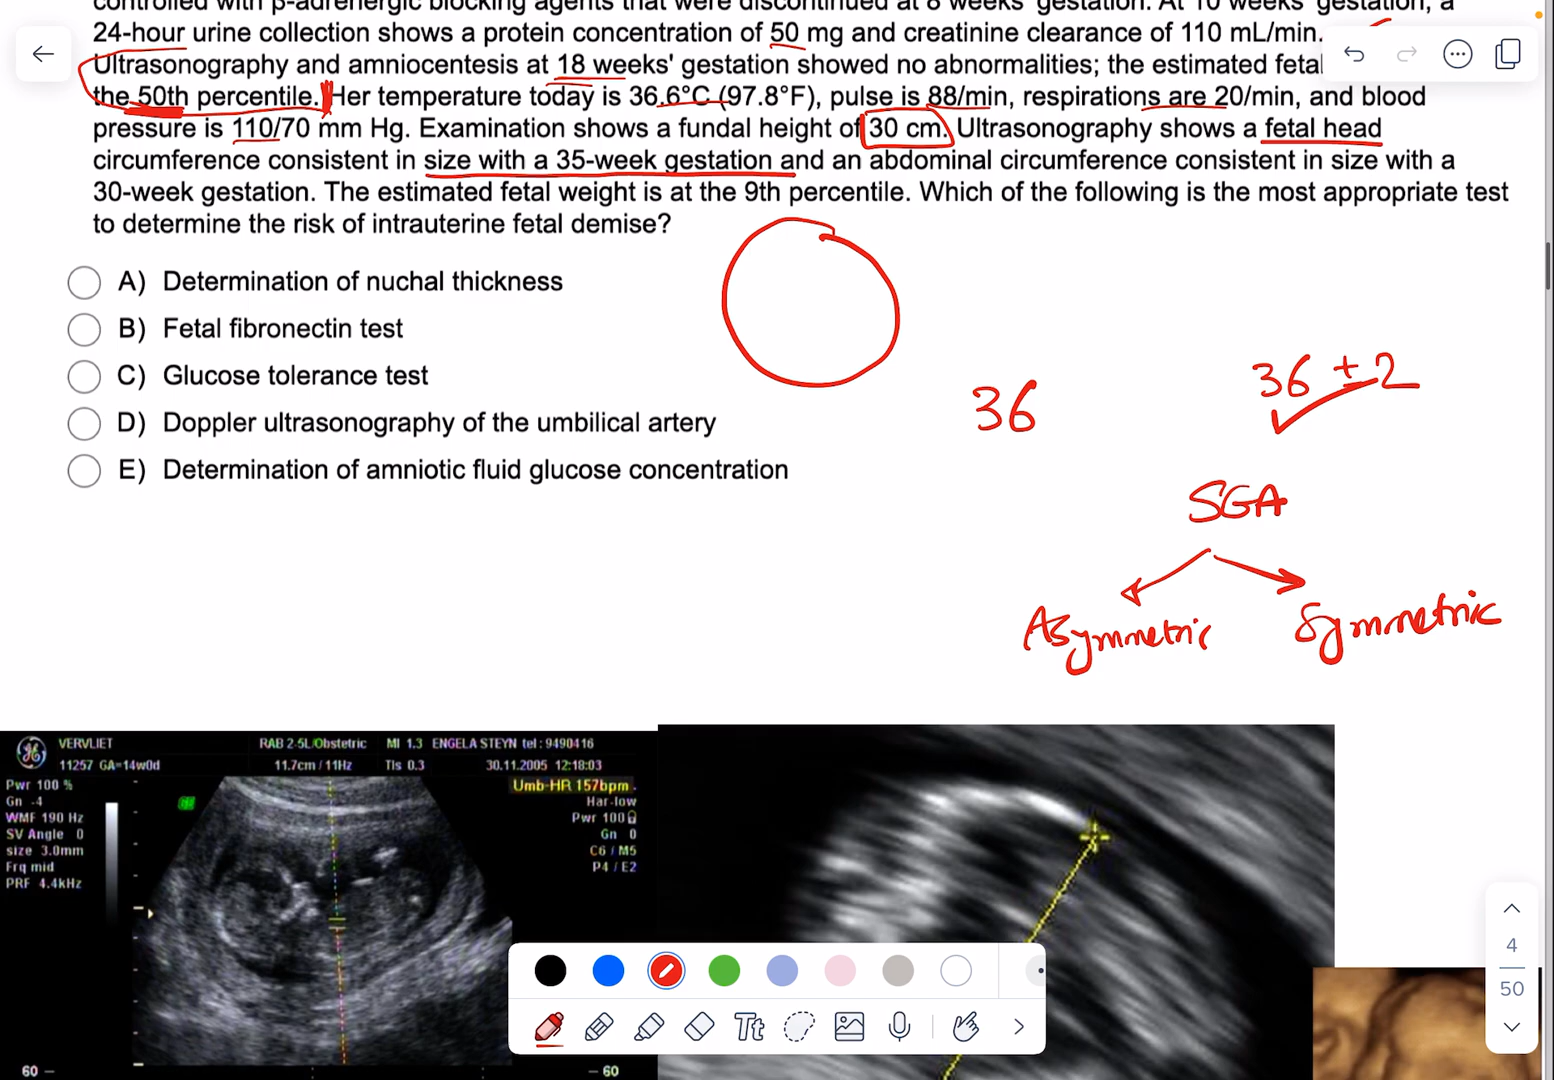 controlled with β-adrenergic blocking agents that were discontinued at 8 weeks' gestation. At 10 weeks' gestation, a
24-hour urine collection shows a protein concentration of 50 mg and creatinine clearance of 110 mL/min.
Ultrasonography and amniocentesis at 18 weeks' gestation showed no abnormalities; the estimated fetal
the 50th percentile. Her temperature today is 36.6°C (97.8°F), pulse is 88/min, respirations are 20/min, and blood
pressure is 110/70 mm Hg. Examination shows a fundal height of 30 cm. Ultrasonography shows a fetal head
circumference consistent in size with a 35-week gestation and an abdominal circumference consistent in size with a
30-week gestation. The estimated fetal weight is at the 9th percentile. Which of the following is the most appropriate test
to determine the risk of intrauterine fetal demise?
A) Determination of nuchal thickness
B) Fetal fibronectin test
C) Glucose tolerance test
D) Doppler ultrasonography of the umbilical artery
E) Determination of amniotic fluid glucose concentration
36
36 ± 2
SGA
Asymmetric
Symmetric
VERVLIET RAB 2-5L/Obstetric MI 1.3 ENGELA STEYN tel: 9490416
11257 GA=14w0d 11.7cm / 11Hz TIs 0.3 30.11.2005 12:18:03
Pwr 100 %
Gn -4
WMF 190 Hz
SV Angle 0
size 3.0mm
Frq mid
PRF 4.4kHz
Umb-HR 157bpm
Har-low
Pwr 100
Gn 0
C6 / M5
P4 / E2
60
60
Tt
4
50